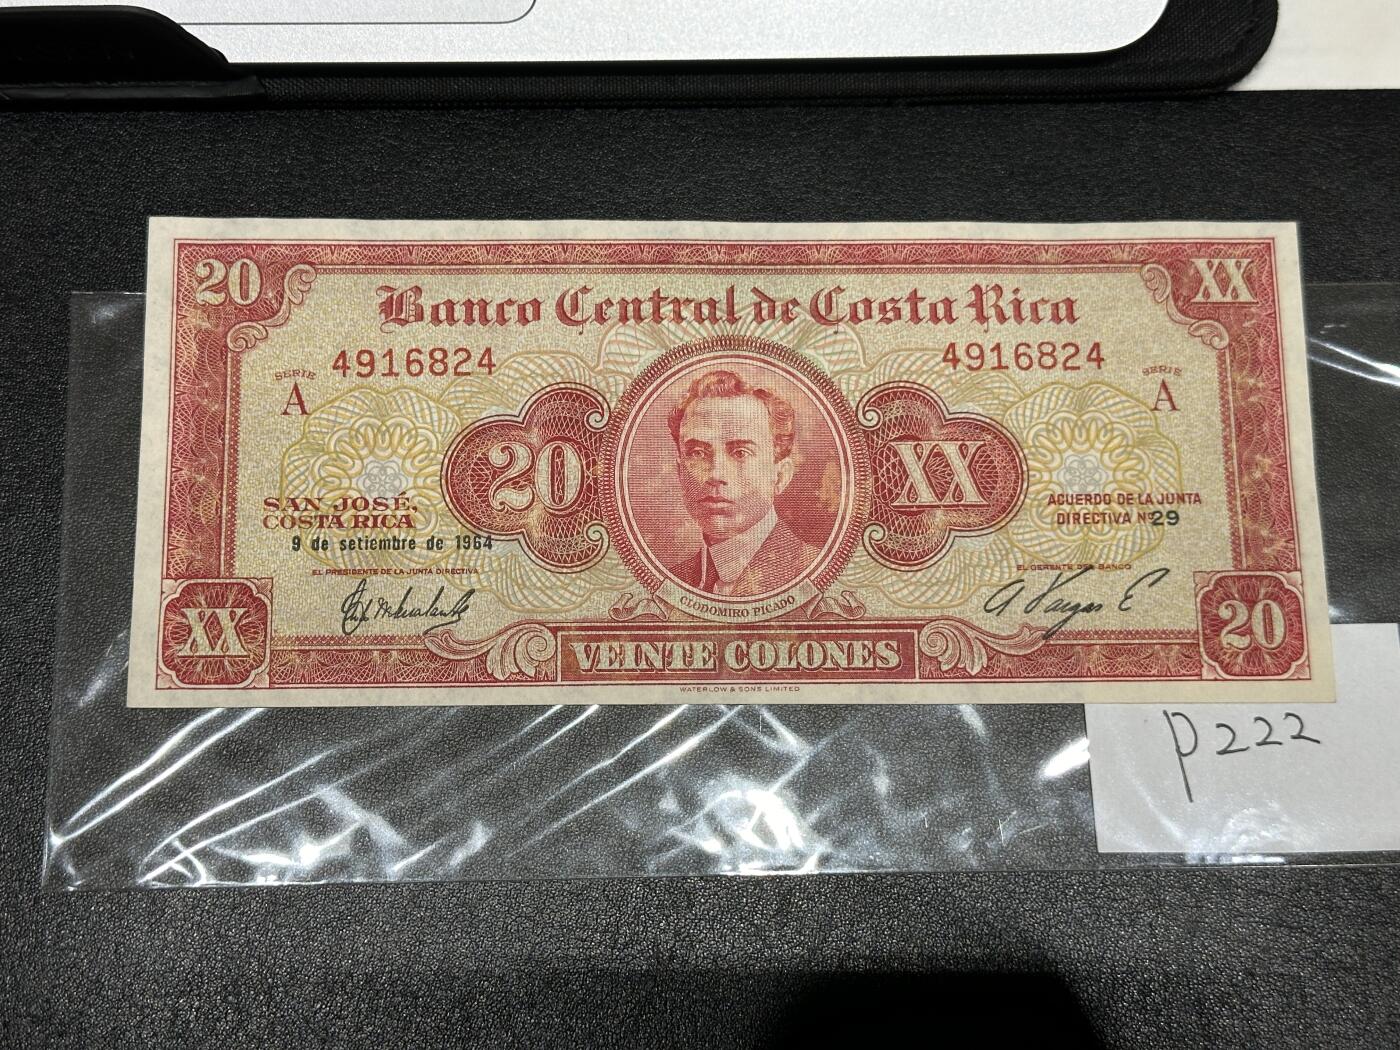 20
XX
Banco Central de Costa Rica
4916824
4916824
SERIE
A
SERIE
A
20
XX
SAN JOSÉ,
COSTA RICA
9 de setiembre de 1964
ACUERDO DE LA JUNTA
DIRECTIVA Nº29
EL PRESIDENTE DE LA JUNTA DIRECTIVA
EL GERENTE DEL BANCO
A Vargas E
CLODOMIRO PICADO
XX
VEINTE COLONES
20
WATERLOW & SONS LIMITED
P222